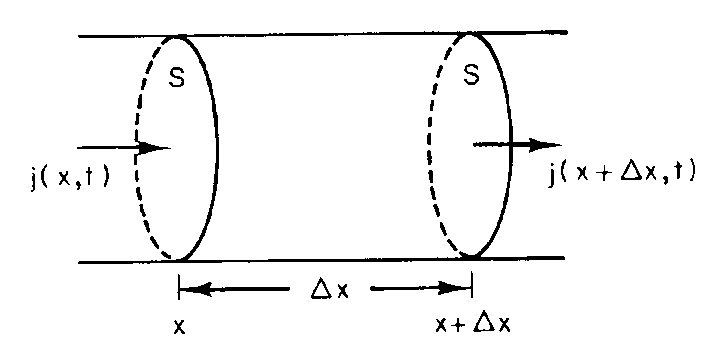 S S
j(x,t) j(x+Δx,t)
Δx
x x+Δx